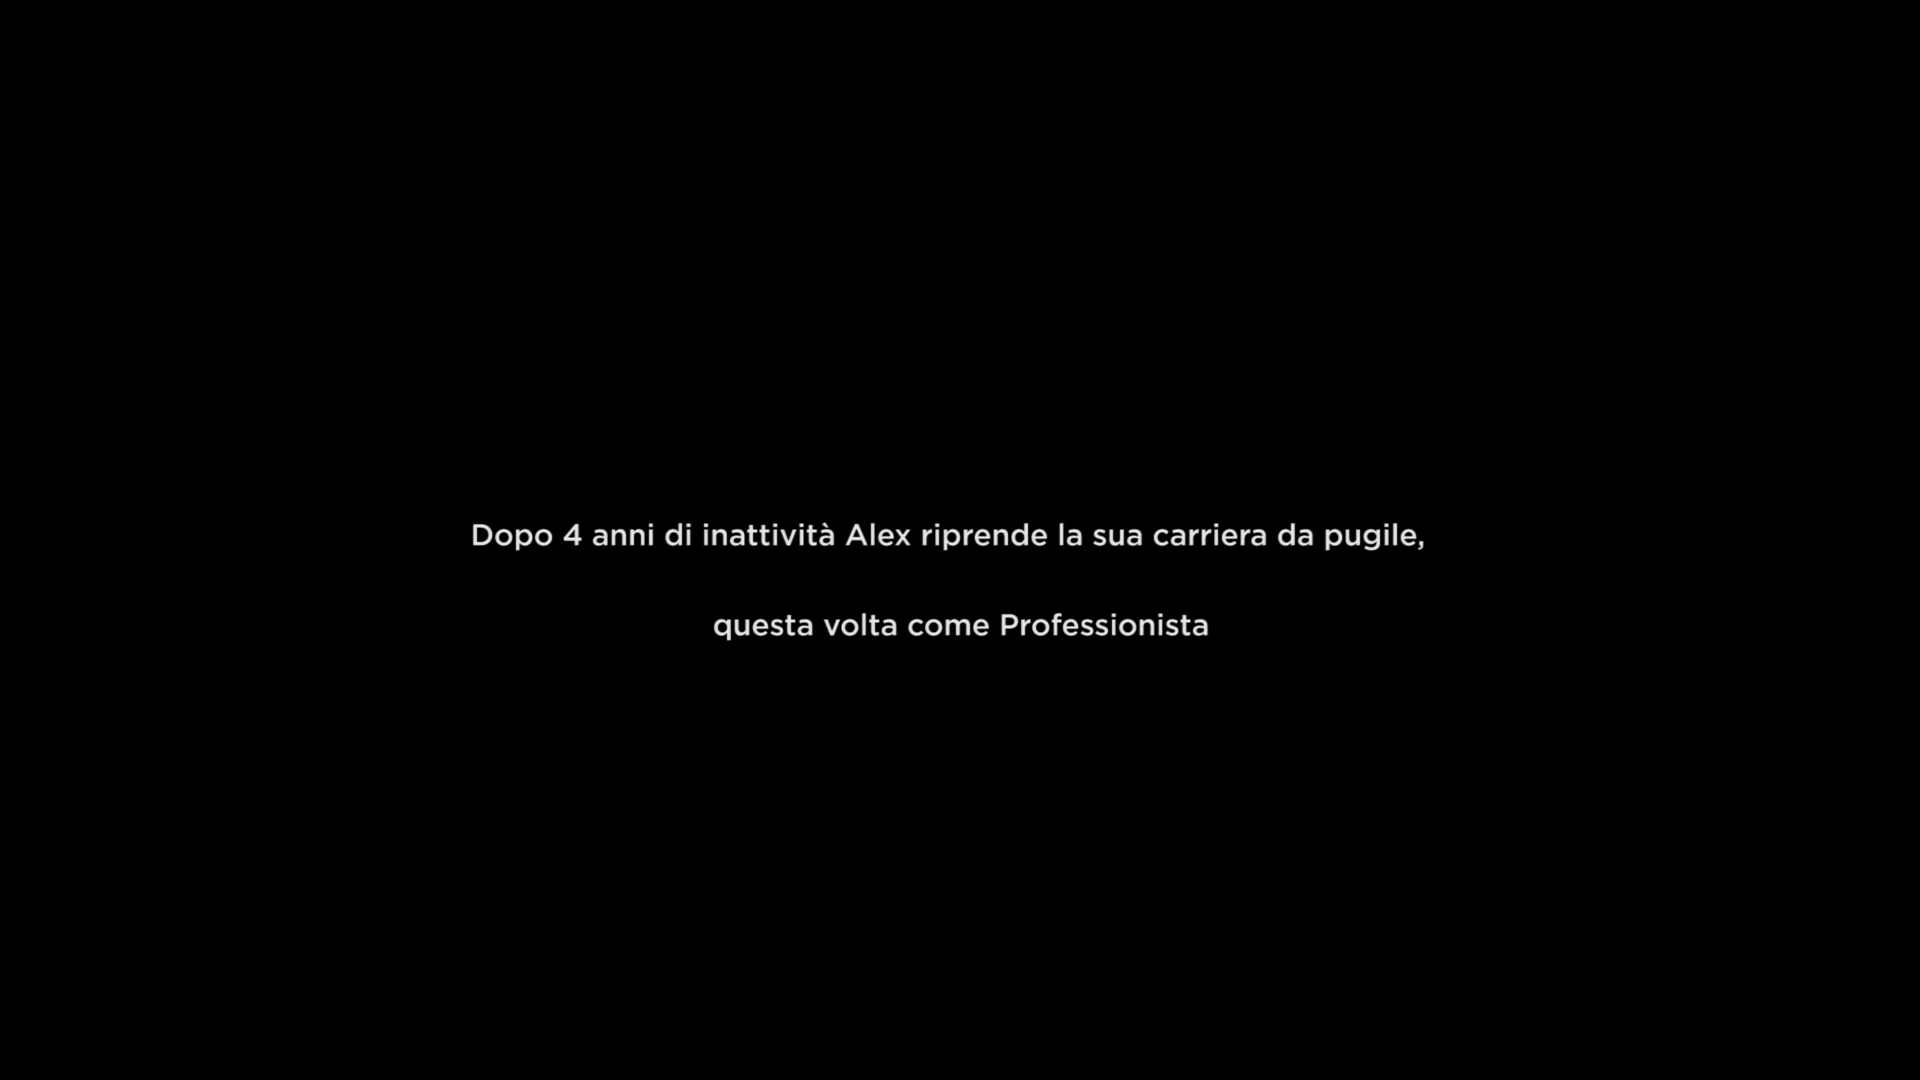 Dopo 4 anni di inattività Alex riprende la sua carriera da pugile,
questa volta come Professionista